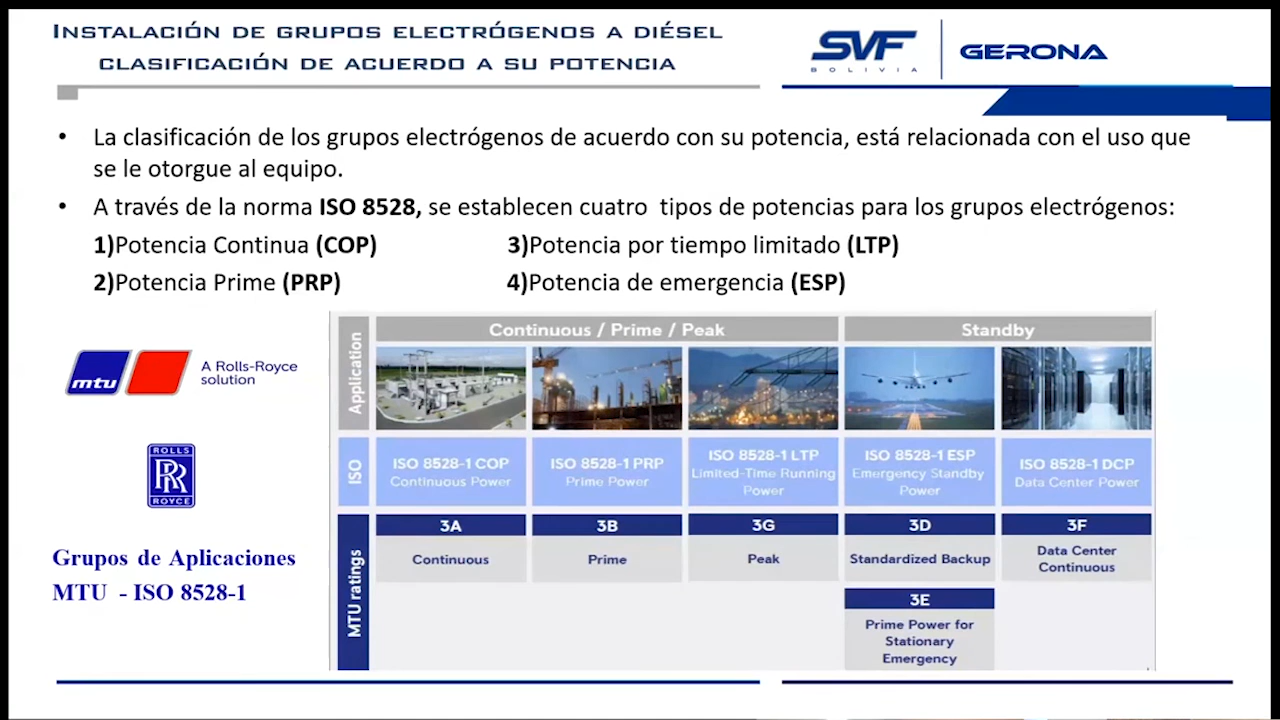 INSTALACIÓN DE GRUPOS ELECTRÓGENOS A DIÉSEL
CLASIFICACIÓN DE ACUERDO A SU POTENCIA
SVF
BOLIVIA
GERONA
• La clasificación de los grupos electrógenos de acuerdo con su potencia, está relacionada con el uso que
se le otorgue al equipo.
• A través de la norma ISO 8528, se establecen cuatro tipos de potencias para los grupos electrógenos:
1)Potencia Continua (COP)
3)Potencia por tiempo limitado (LTP)
2)Potencia Prime (PRP)
4)Potencia de emergencia (ESP)
mtu
A Rolls-Royce
solution
ROLLS
RR
ROYCE
Grupos de Aplicaciones
MTU - ISO 8528-1
Application
Continuous / Prime / Peak
Standby
ISO
ISO 8528-1 COP
Continuous Power
ISO 8528-1 PRP
Prime Power
ISO 8528-1 LTP
Limited-Time Running
Power
ISO 8528-1 ESP
Emergency Standby
Power
ISO 8528-1 DCP
Data Center Power
MTU ratings
3A
Continuous
3B
Prime
3G
Peak
3D
Standardized Backup
3F
Data Center
Continuous
3E
Prime Power for
Stationary
Emergency